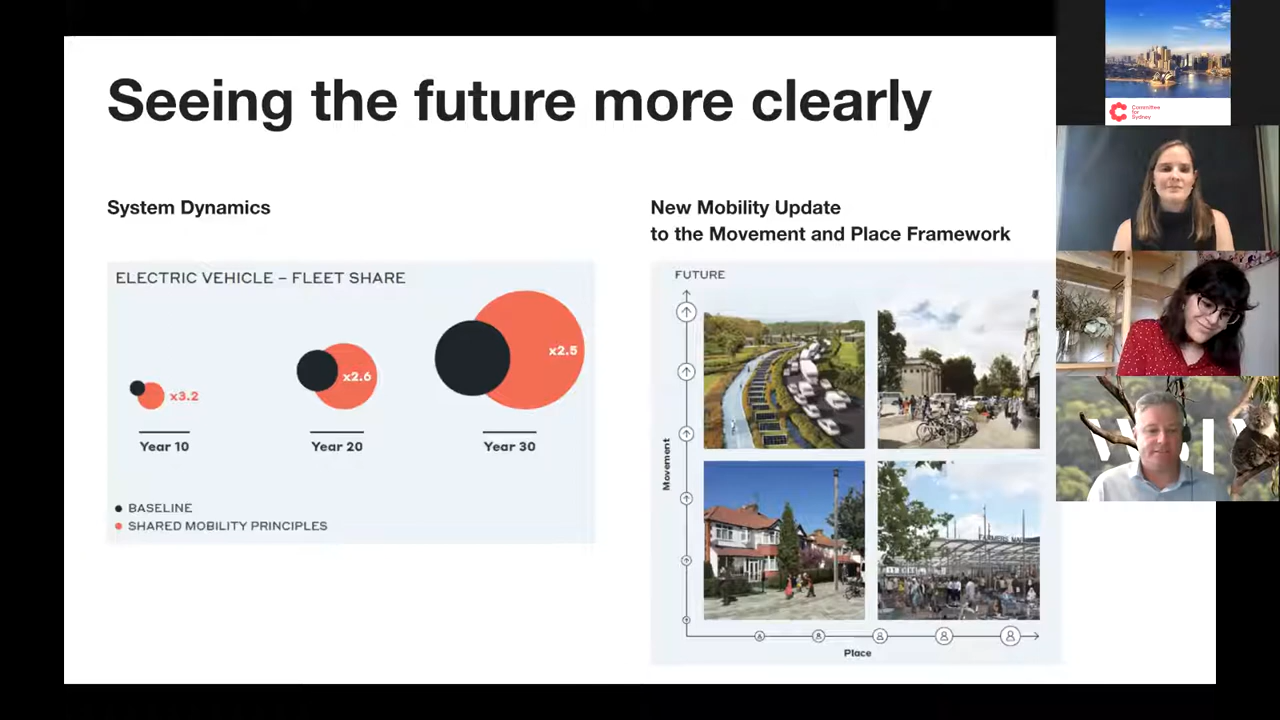 Seeing the future more clearly
System Dynamics
ELECTRIC VEHICLE – FLEET SHARE
x3.2
x2.6
x2.5
Year 10
Year 20
Year 30
BASELINE
SHARED MOBILITY PRINCIPLES
New Mobility Update
to the Movement and Place Framework
FUTURE
Movement
Place
Committee
for
Sydney